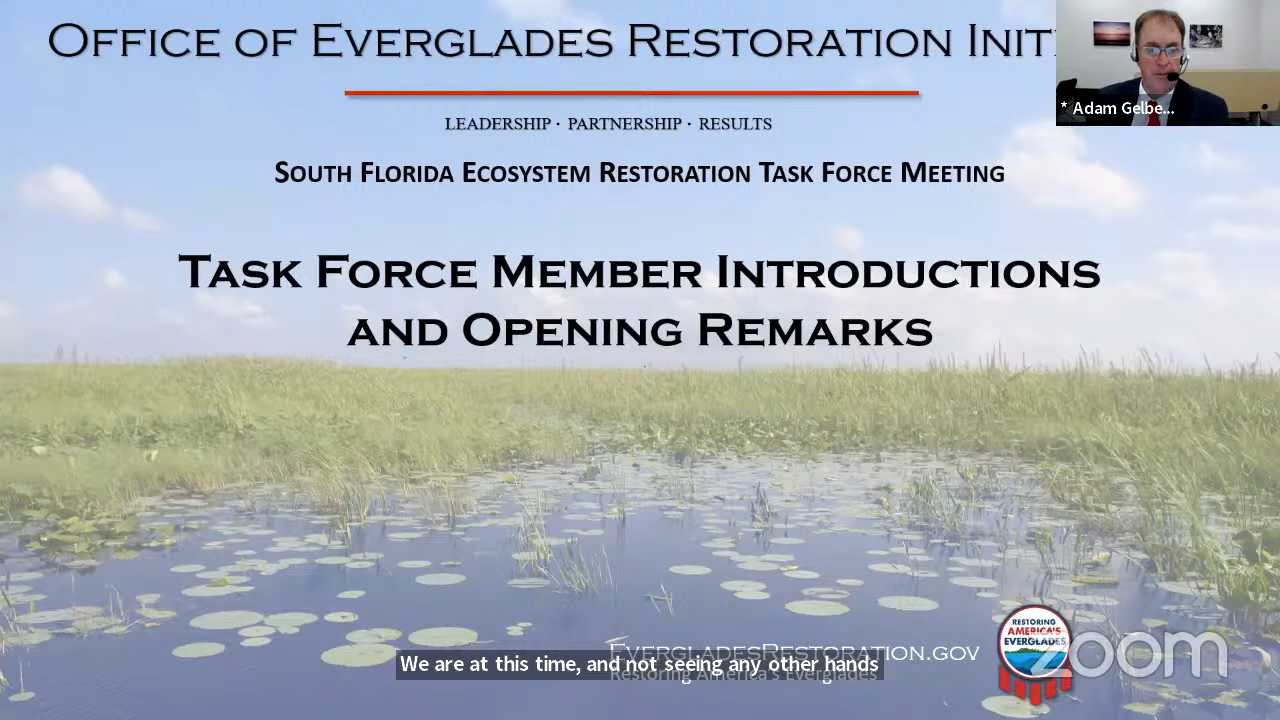 OFFICE OF EVERGLADES RESTORATION INIT
* Adam Gelbe...
LEADERSHIP · PARTNERSHIP · RESULTS
SOUTH FLORIDA ECOSYSTEM RESTORATION TASK FORCE MEETING
TASK FORCE MEMBER INTRODUCTIONS
AND OPENING REMARKS
RESTORING
AMERICA'S
EVERGLADES
zoom
EVERGLADESRESTORATION.GOV
We are at this time, and not seeing any other hands
Restoring America's Everglades